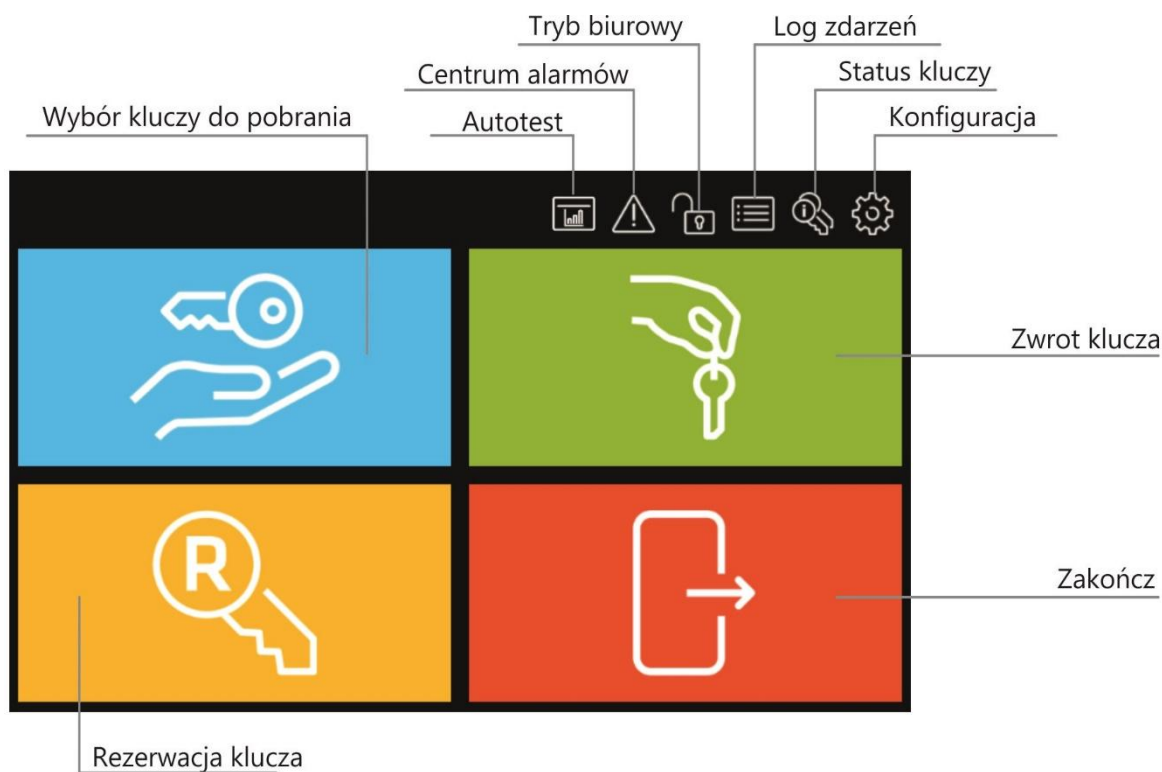 Tryb biurowy
Log zdarzeń
Centrum alarmów
Status kluczy
Wybór kluczy do pobrania
Autotest
Konfiguracja
Zwrot klucza
R
Zakończ
Rezerwacja klucza